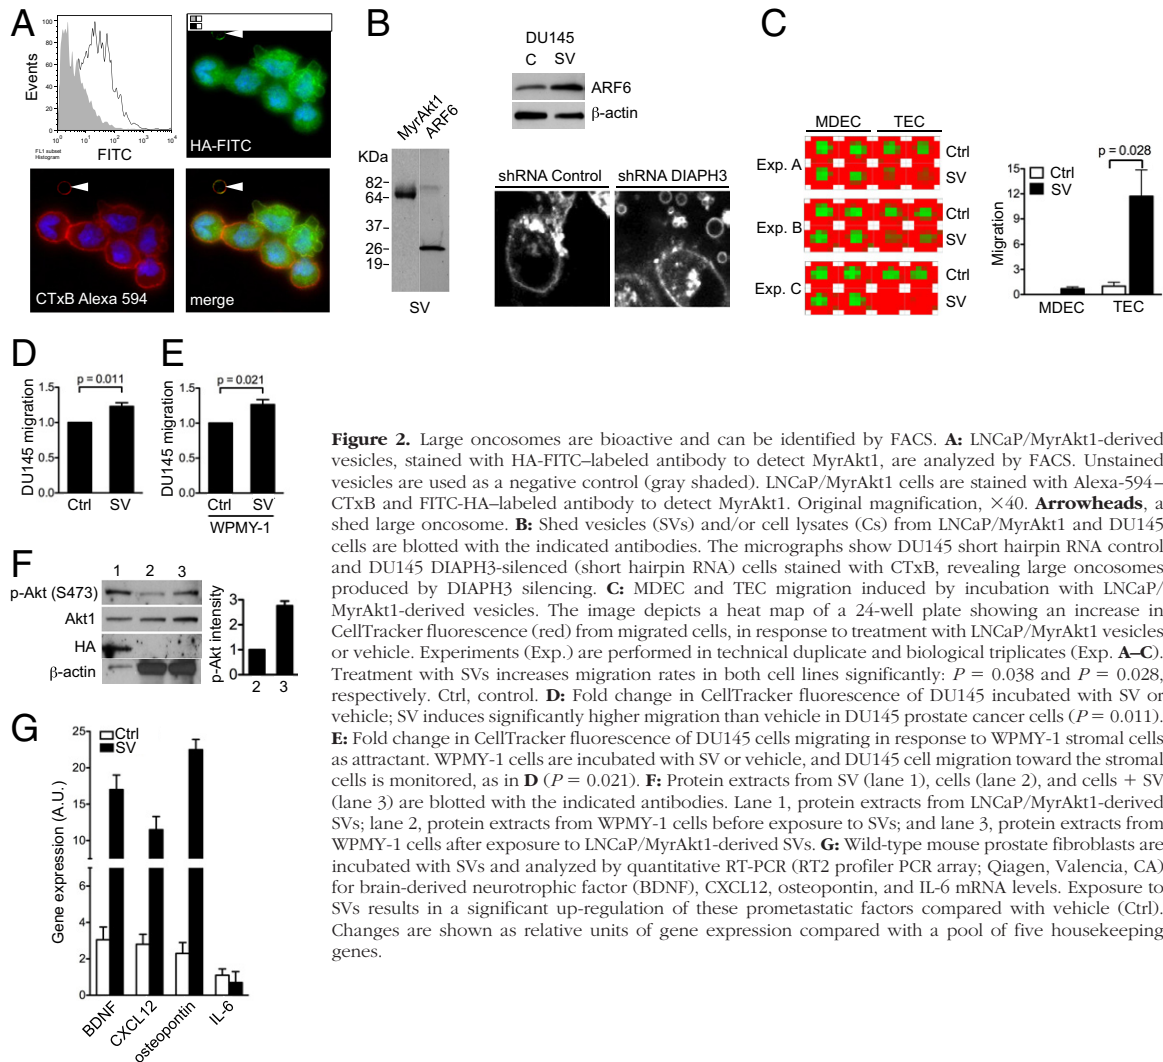 A
Events
100
80
60
40
20
0
10⁰ 10¹ 10² 10³ 10⁴
FL1 subset
Histogram
FITC
HA-FITC
CTxB Alexa 594
merge
B
DU145
C SV
ARF6
β-actin
MyrAkt1
ARF6
KDa
82-
64-
37-
26-
19-
SV
shRNA Control
shRNA DIAPH3
C
MDEC TEC
Exp. A
Ctrl
SV
Exp. B
Ctrl
SV
Exp. C
Ctrl
SV
p = 0.028
Ctrl
SV
Migration
15
12
9
6
3
0
MDEC TEC
D
DU145 migration
p = 0.011
1.5
1.0
0.5
0.0
Ctrl SV
E
DU145 migration
p = 0.021
1.5
1.0
0.5
0.0
Ctrl SV
WPMY-1
F
1 2 3
p-Akt (S473)
Akt1
HA
β-actin
p-Akt intensity
3
2
1
0
2 3
G
Ctrl
SV
Gene expression (A.U.)
25
20
15
10
6
4
2
0
BDNF
CXCL12
osteopontin
IL-6
Figure 2. Large oncosomes are bioactive and can be identified by FACS. A: LNCaP/MyrAkt1-derived
vesicles, stained with HA-FITC–labeled antibody to detect MyrAkt1, are analyzed by FACS. Unstained
vesicles are used as a negative control (gray shaded). LNCaP/MyrAkt1 cells are stained with Alexa-594–
CTxB and FITC-HA–labeled antibody to detect MyrAkt1. Original magnification, ×40. Arrowheads, a
shed large oncosome. B: Shed vesicles (SVs) and/or cell lysates (Cs) from LNCaP/MyrAkt1 and DU145
cells are blotted with the indicated antibodies. The micrographs show DU145 short hairpin RNA control
and DU145 DIAPH3-silenced (short hairpin RNA) cells stained with CTxB, revealing large oncosomes
produced by DIAPH3 silencing. C: MDEC and TEC migration induced by incubation with LNCaP/
MyrAkt1-derived vesicles. The image depicts a heat map of a 24-well plate showing an increase in
CellTracker fluorescence (red) from migrated cells, in response to treatment with LNCaP/MyrAkt1 vesicles
or vehicle. Experiments (Exp.) are performed in technical duplicate and biological triplicates (Exp. A–C).
Treatment with SVs increases migration rates in both cell lines significantly: P = 0.038 and P = 0.028,
respectively. Ctrl, control. D: Fold change in CellTracker fluorescence of DU145 incubated with SV or
vehicle; SV induces significantly higher migration than vehicle in DU145 prostate cancer cells (P = 0.011).
E: Fold change in CellTracker fluorescence of DU145 cells migrating in response to WPMY-1 stromal cells
as attractant. WPMY-1 cells are incubated with SV or vehicle, and DU145 cell migration toward the stromal
cells is monitored, as in D (P = 0.021). F: Protein extracts from SV (lane 1), cells (lane 2), and cells + SV
(lane 3) are blotted with the indicated antibodies. Lane 1, protein extracts from LNCaP/MyrAkt1-derived
SVs; lane 2, protein extracts from WPMY-1 cells before exposure to SVs; and lane 3, protein extracts from
WPMY-1 cells after exposure to LNCaP/MyrAkt1-derived SVs. G: Wild-type mouse prostate fibroblasts are
incubated with SVs and analyzed by quantitative RT-PCR (RT2 profiler PCR array; Qiagen, Valencia, CA)
for brain-derived neurotrophic factor (BDNF), CXCL12, osteopontin, and IL-6 mRNA levels. Exposure to
SVs results in a significant up-regulation of these prometastatic factors compared with vehicle (Ctrl).
Changes are shown as relative units of gene expression compared with a pool of five housekeeping
genes.